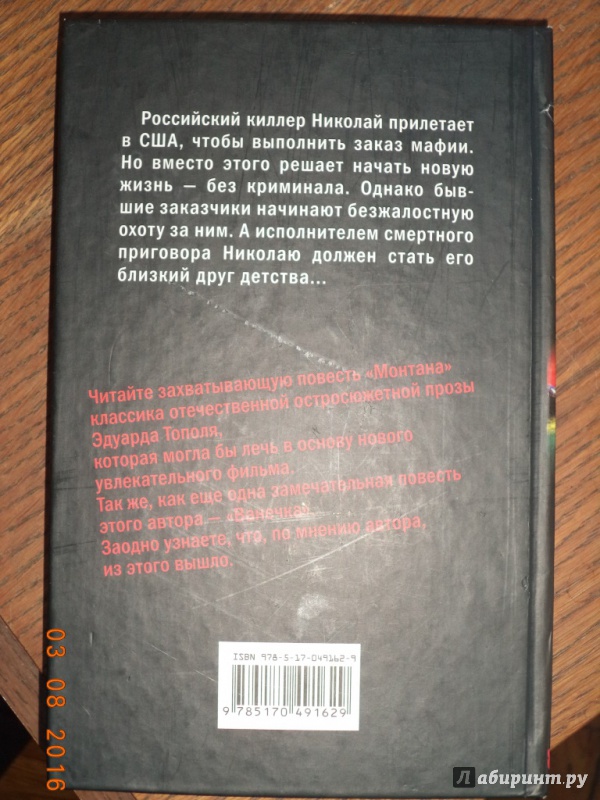 Российский киллер Николай прилетает
в США, чтобы выполнить заказ мафии.
Но вместо этого решает начать новую
жизнь — без криминала. Однако быв-
шие заказчики начинают безжалостную
охоту за ним. А исполнителем смертного
приговора Николаю должен стать его
близкий друг детства...
Читайте захватывающую повесть «Монтана»
классика отечественной остросюжетной прозы
Эдуарда Тополя,
которая могла бы лечь в основу нового
увлекательного фильма.
Так же, как еще одна замечательная повесть
этого автора — «Ванечка».
Заодно узнаете, что, по мнению автора,
из этого вышло.
ISBN 978-5-17-049162-9
9 785170 491629
03 08 2016
Лабиринт.ру